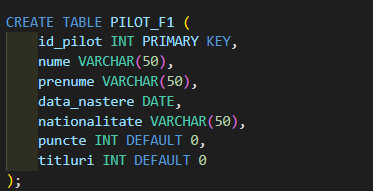 CREATE TABLE PILOT_F1 (
    id_pilot INT PRIMARY KEY,
    nume VARCHAR(50),
    prenume VARCHAR(50),
    data_nastere DATE,
    nationalitate VARCHAR(50),
    puncte INT DEFAULT 0,
    titluri INT DEFAULT 0
);